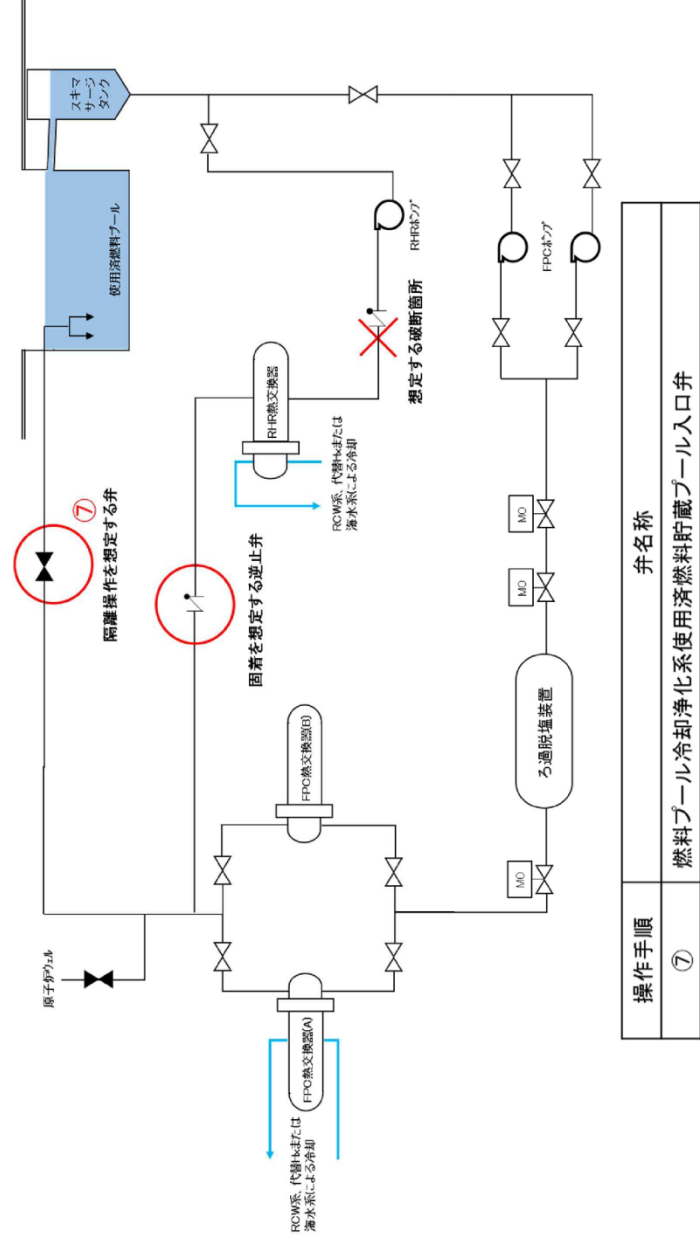 原子炉ウェル
⑦
隔離操作を想定する弁
使用済燃料プール
スキマ
サージ
タンク
固着を想定する逆止弁
RHR熱交換器
RCW系、代替Hxまたは
海水系による冷却
想定する破断箇所
RHRポンプ
FPC熱交換器(A)
RCW系、代替Hxまたは
海水系による冷却
FPC熱交換器(B)
MO
ろ過脱塩装置
MO
MO
FPCポンプ
操作手順
弁名称
⑦
燃料プール冷却浄化系使用済燃料貯蔵プール入口弁